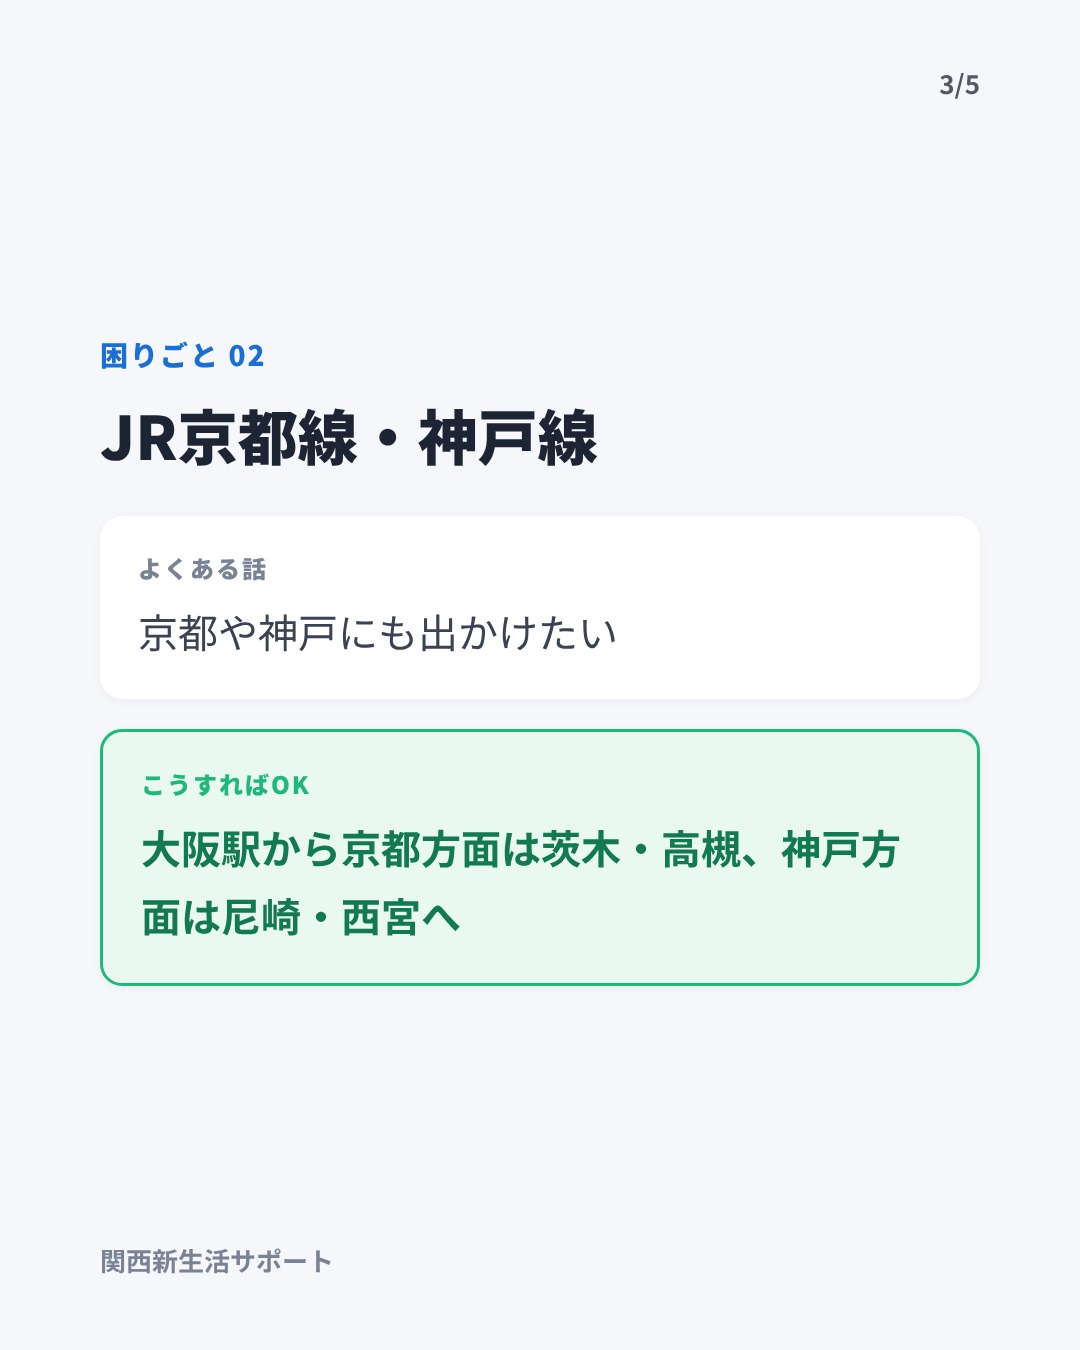 3/5
困りごと 02
JR京都線・神戸線
よくある話
京都や神戸にも出かけたい
こうすればOK
大阪駅から京都方面は茨木・高槻、神戸方
面は尼崎・西宮へ
関西新生活サポート